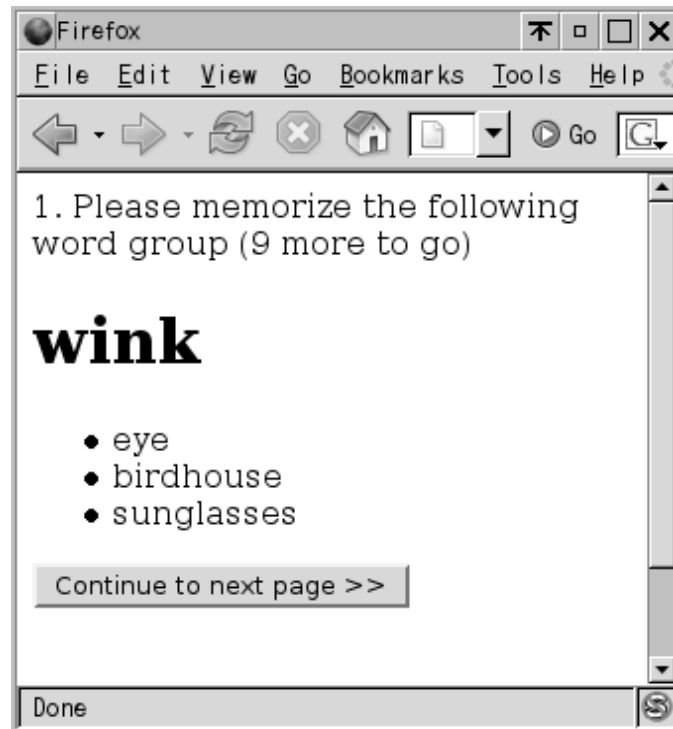 Firefox
File Edit View Go Bookmarks Tools Help
Go G
1. Please memorize the following
word group (9 more to go)
wink
• eye
• birdhouse
• sunglasses
Continue to next page >>
Done